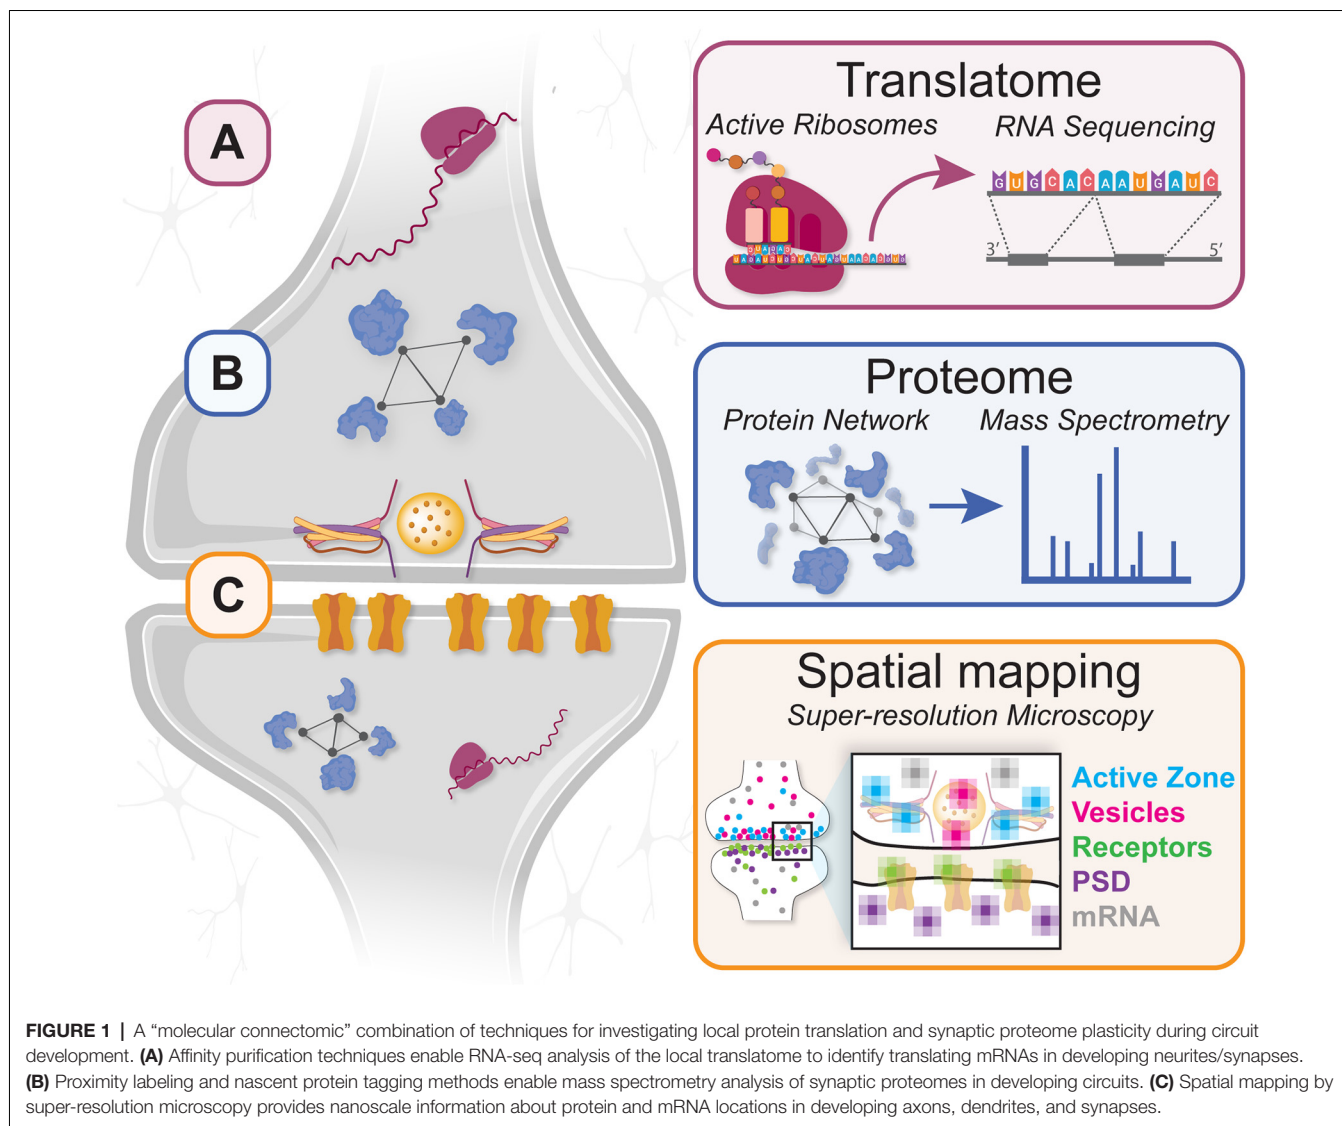 A
B
C
Translatome
Active Ribosomes
RNA Sequencing
GUGCACAAUGAUC
3′
5′
Proteome
Protein Network
Mass Spectrometry
Spatial mapping
Super-resolution Microscopy
Active Zone
Vesicles
Receptors
PSD
mRNA
FIGURE 1 | A “molecular connectomic” combination of techniques for investigating local protein translation and synaptic proteome plasticity during circuit
development. (A) Affinity purification techniques enable RNA-seq analysis of the local translatome to identify translating mRNAs in developing neurites/synapses.
(B) Proximity labeling and nascent protein tagging methods enable mass spectrometry analysis of synaptic proteomes in developing circuits. (C) Spatial mapping by
super-resolution microscopy provides nanoscale information about protein and mRNA locations in developing axons, dendrites, and synapses.